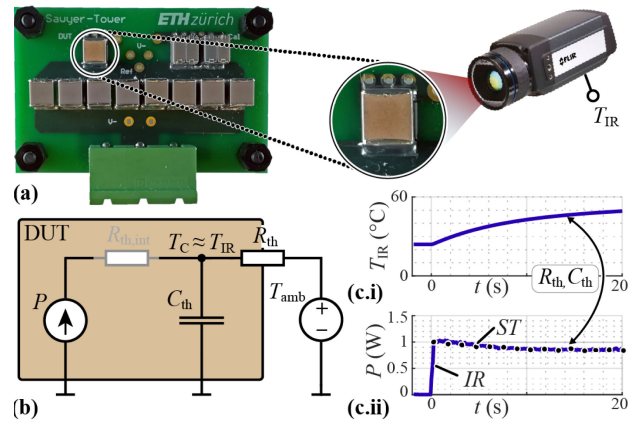 Sawyer-Tower
ETHzürich
DUT
V~
Cal
Ref
V~
FLIR
T_IR
(a)
DUT
R_th,int
T_C ≈ T_IR
R_th
P
C_th
T_amb
+
−
(b)
60
T_IR (°C)
0
0
t (s)
20
(c.i)
R_th, C_th
1.5
1
0.5
0
P (W)
ST
IR
0
t (s)
20
(c.ii)